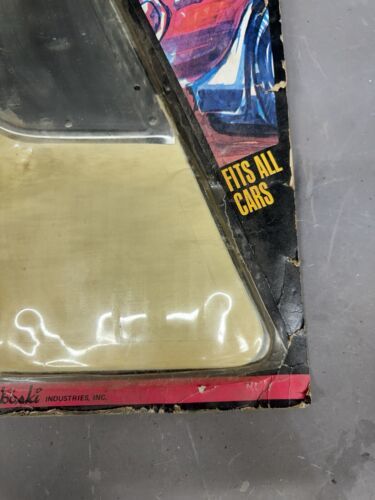 FITS ALL
CARS
INDUSTRIES, INC.